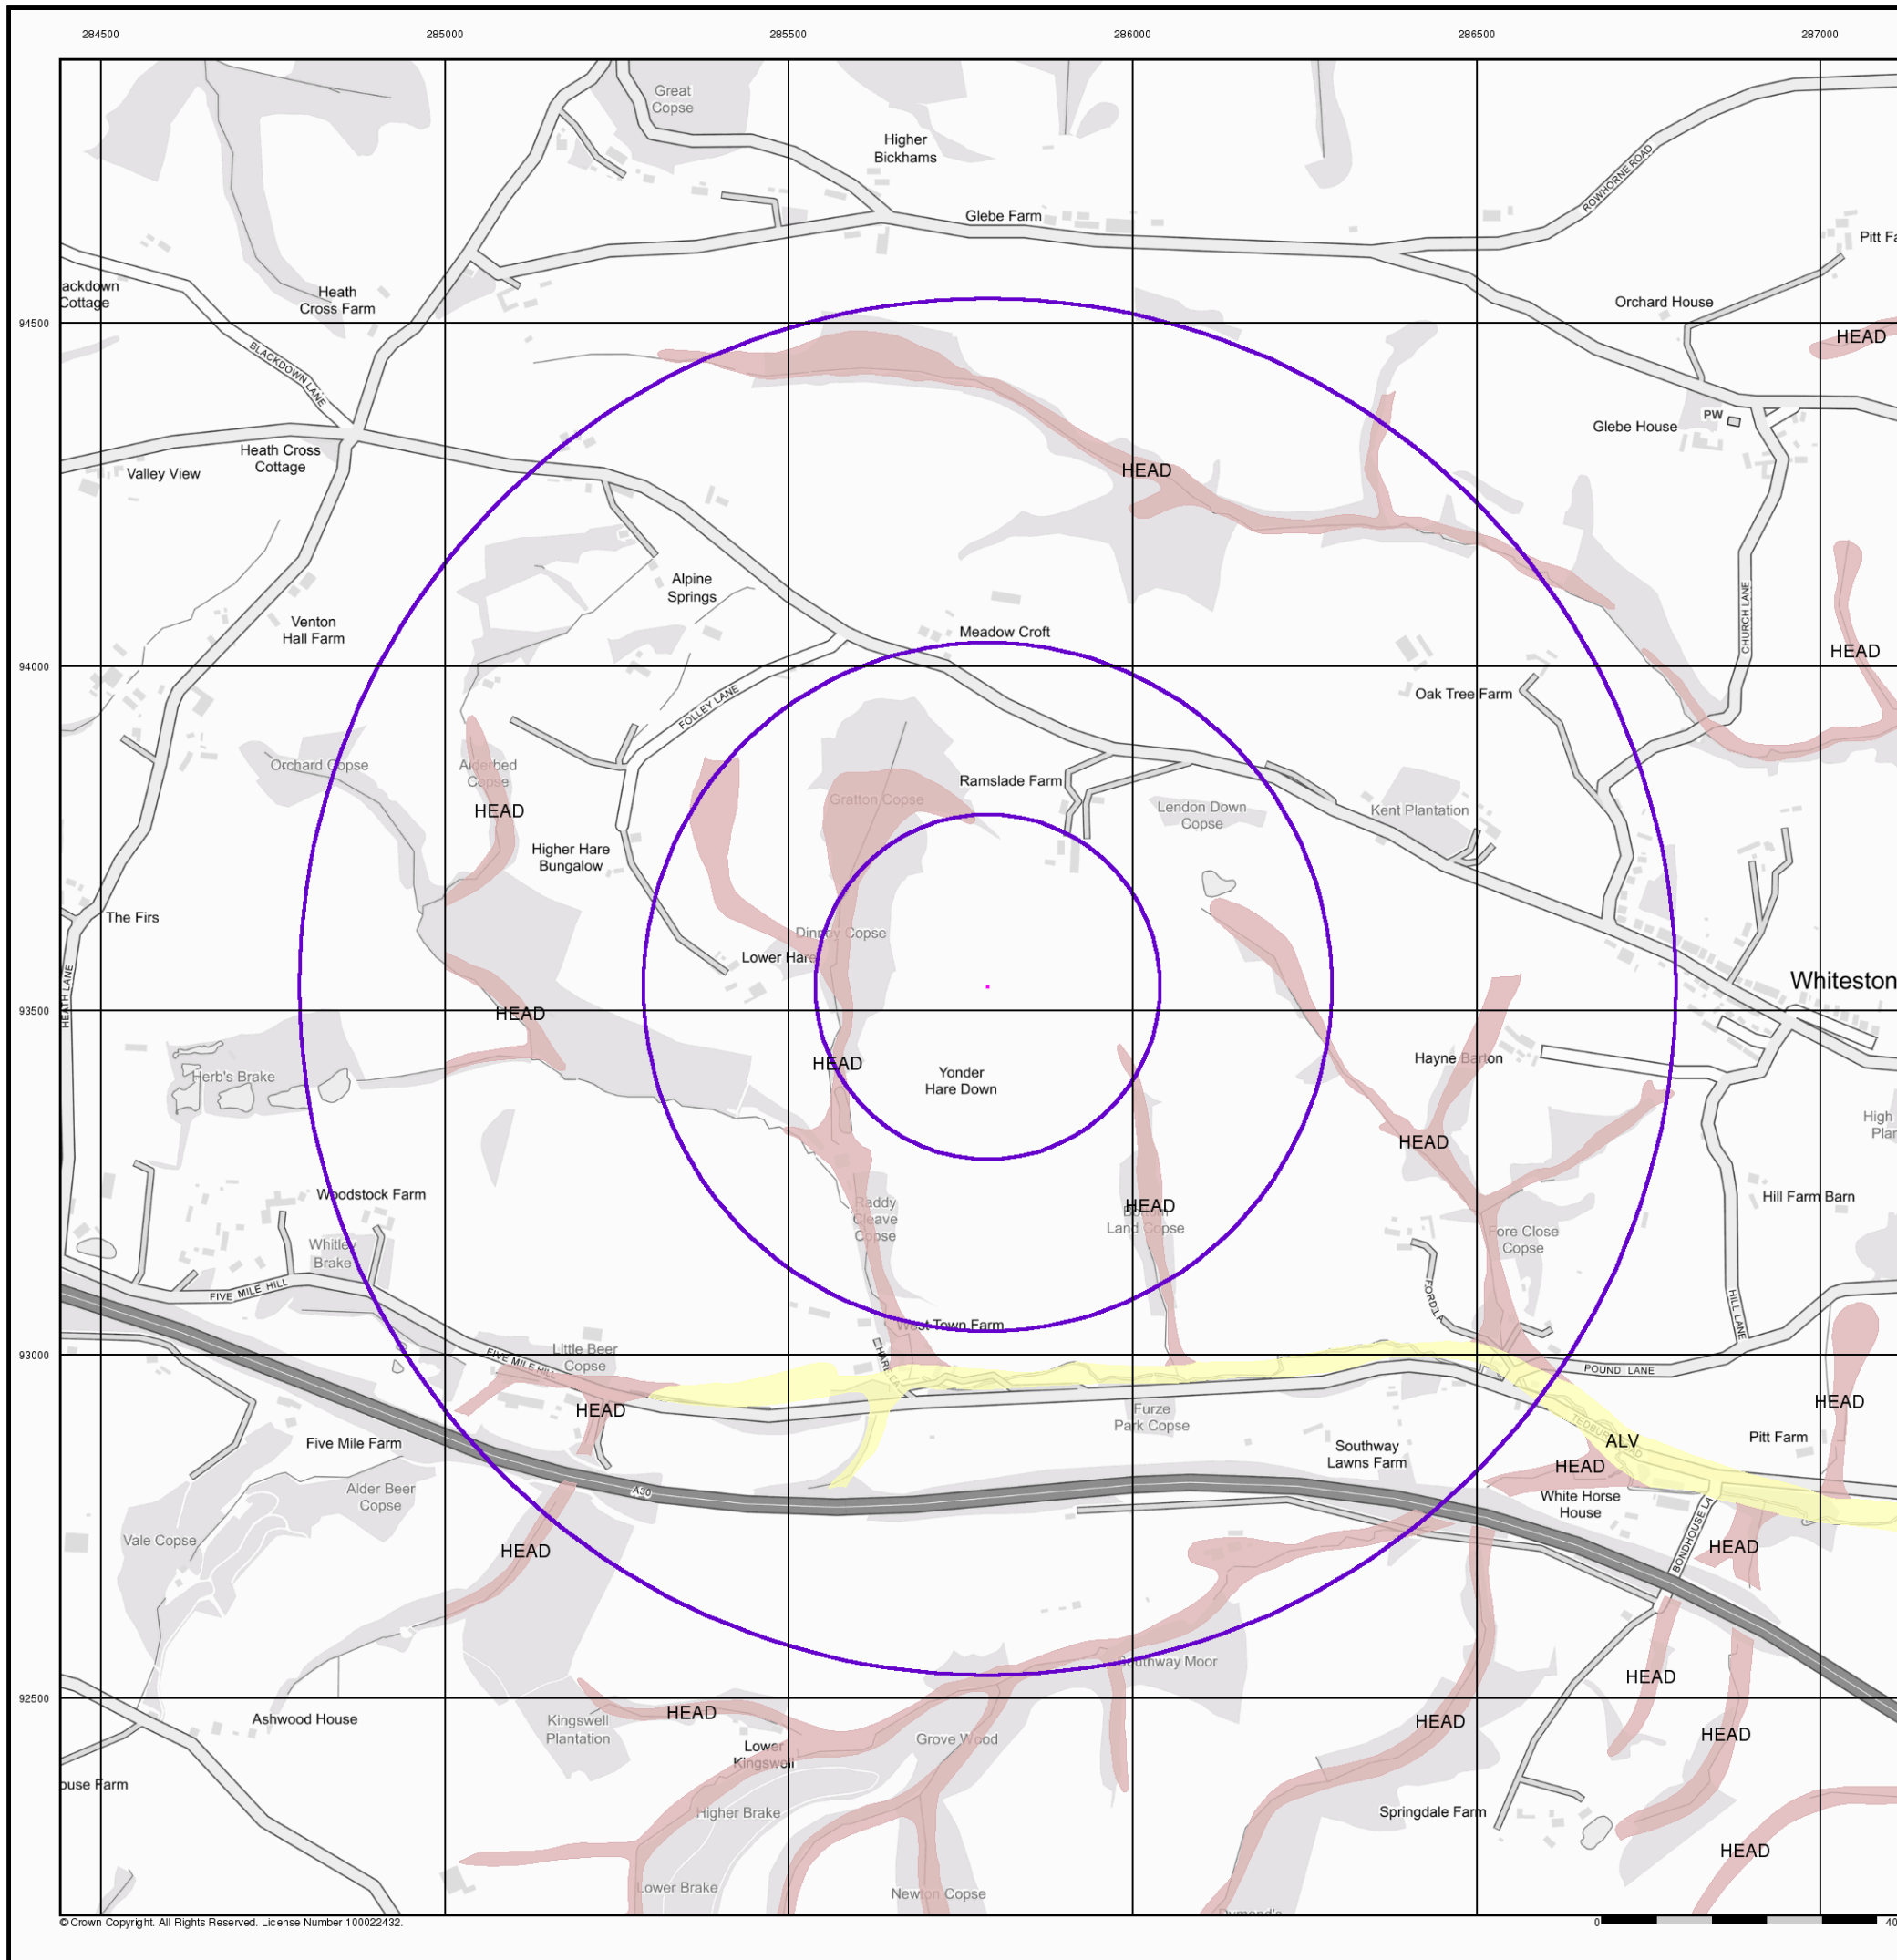 284500
285000
285500
286000
286500
287000
Great
Copse
Higher
Bickhams
ROWHORNE ROAD
Glebe Farm
Pitt Fa
ackdown
Cottage
Heath
Cross Farm
Orchard House
94500
HEAD
BLACKDOWN LANE
PW
Glebe House
Heath Cross
Cottage
Valley View
HEAD
Alpine
Springs
Venton
Hall Farm
Meadow Croft
CHURCH LANE
HEAD
94000
Oak Tree Farm
FOLLEY LANE
Orchard Copse
Alderbed
Copse
HEAD
Ramslade Farm
Gratton Copse
Lendon Down
Copse
Kent Plantation
Higher Hare
Bungalow
The Firs
Dinney Copse
Lower Hare
HEATH LANE
Whiteston
93500
HEAD
HEAD
Hayne Barton
Herb's Brake
Yonder
Hare Down
High
Plan
HEAD
Woodstock Farm
Hill Farm Barn
HEAD
Bottom
Land Copse
Raddy
Cleave
Copse
Fore Close
Copse
Whitley
Brake
FIVE MILE HILL
FORD LA
HILL LANE
West Town Farm
93000
Little Beer
Copse
FIVE MILE HILL
POUND LANE
HEAD
HEAD
Furze
Park Copse
Five Mile Farm
Southway
Lawns Farm
ALV
Pitt Farm
HEAD
Alder Beer
Copse
A30
White Horse
House
Vale Copse
HEAD
BONDHOUSE LA
HEAD
Southway Moor
HEAD
92500
Ashwood House
HEAD
Kingswell
Plantation
HEAD
Grove Wood
HEAD
Lower
Kingswell
ouse Farm
Higher Brake
Springdale Farm
HEAD
Lower Brake
Newton Copse
Dymond's
© Crown Copyright. All Rights Reserved. License Number 100022432.
0
40